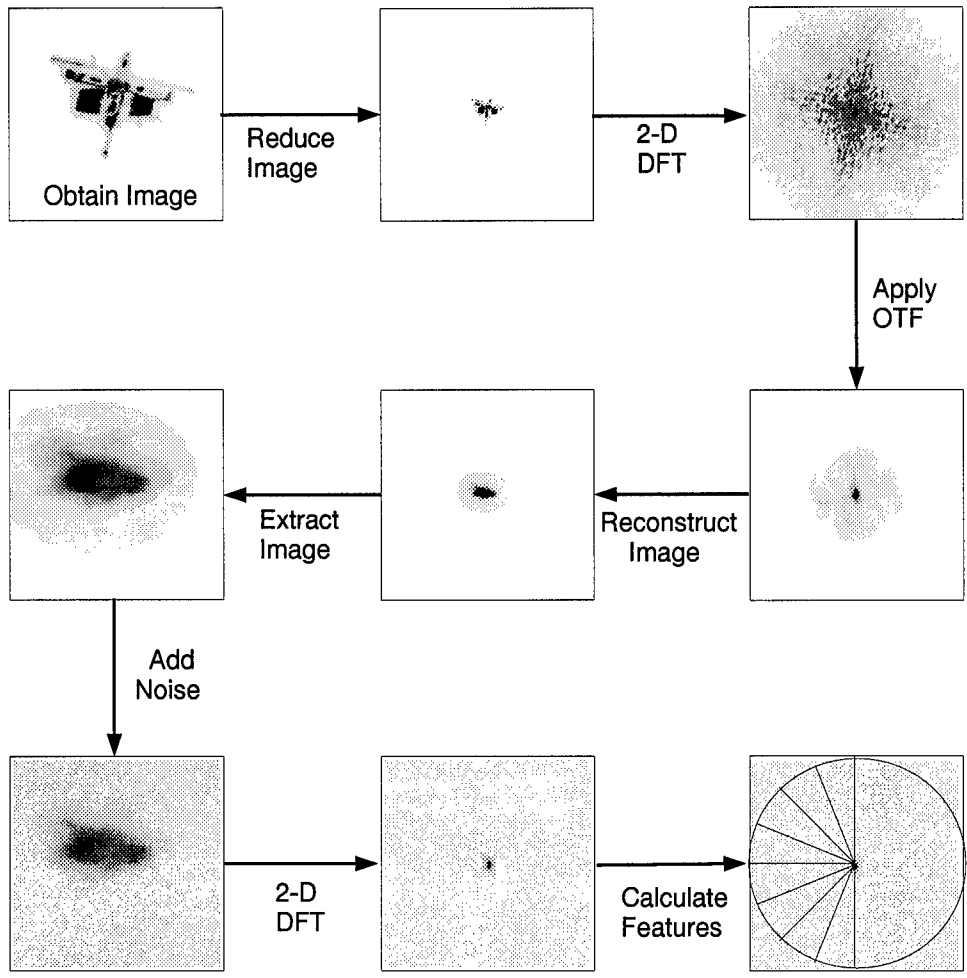 Obtain Image
Reduce
Image
2-D
DFT
Apply
OTF
Reconstruct
Image
Extract
Image
Add
Noise
2-D
DFT
Calculate
Features